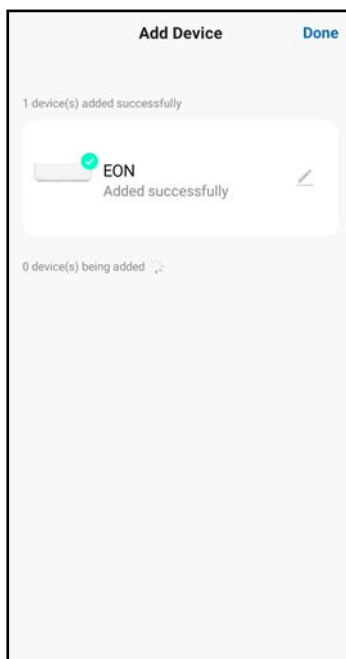 Add Device
Done
1 device(s) added successfully
EON
Added successfully
0 device(s) being added